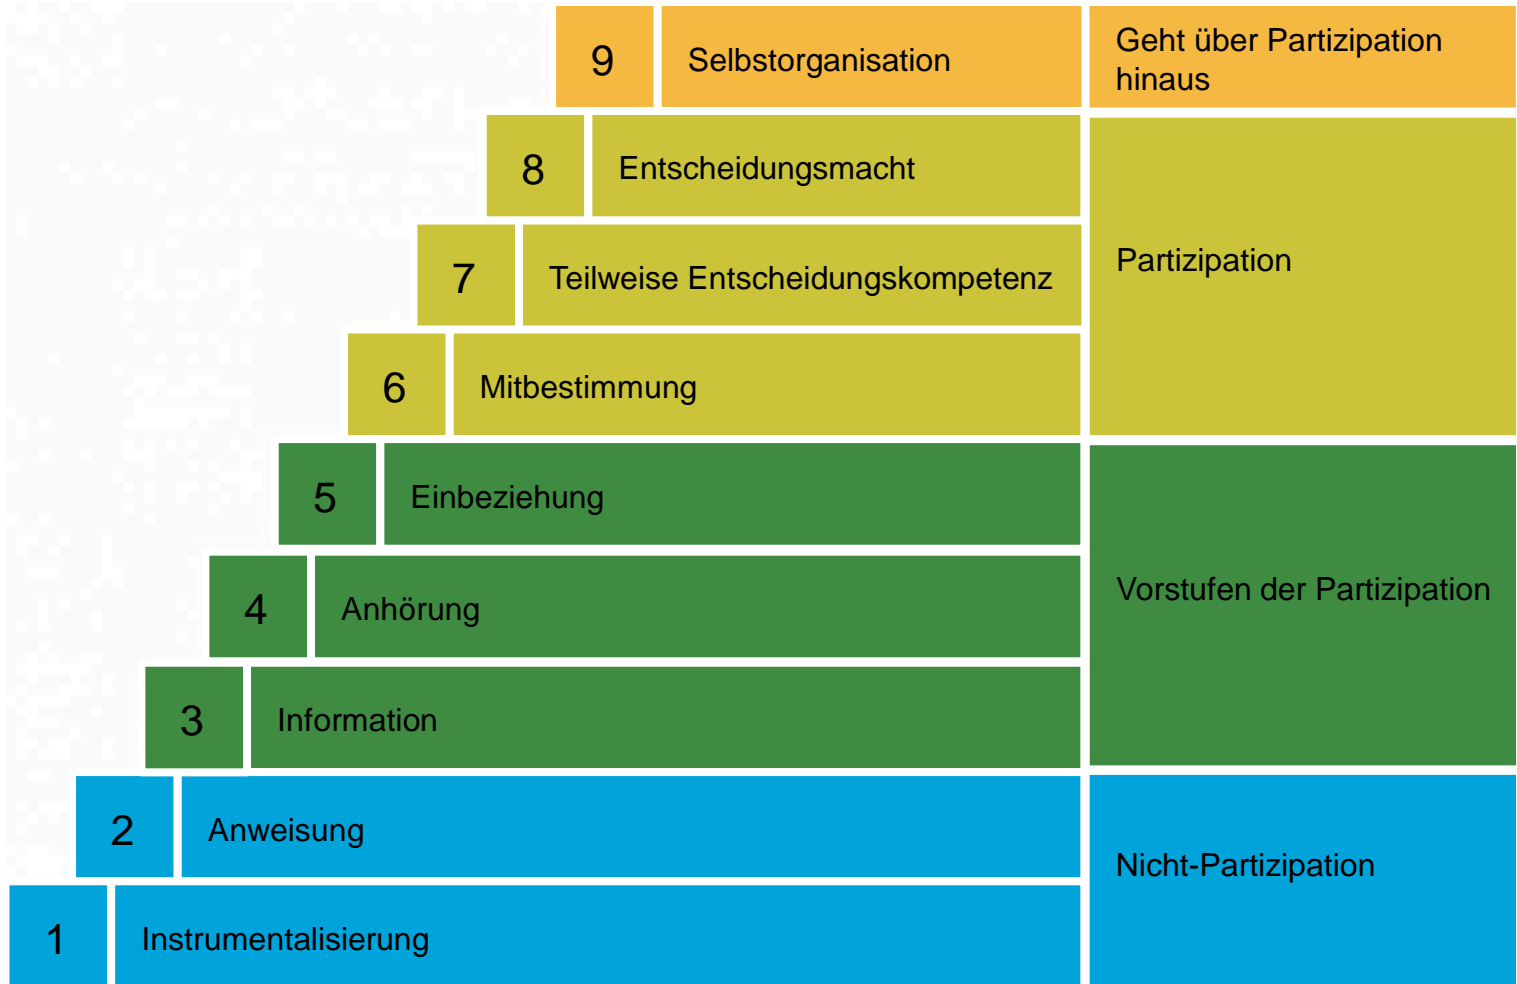 9 Selbstorganisation
Geht über Partizipation
hinaus
8 Entscheidungsmacht
7 Teilweise Entscheidungskompetenz
Partizipation
6 Mitbestimmung
5 Einbeziehung
4 Anhörung
Vorstufen der Partizipation
3 Information
2 Anweisung
Nicht-Partizipation
1 Instrumentalisierung